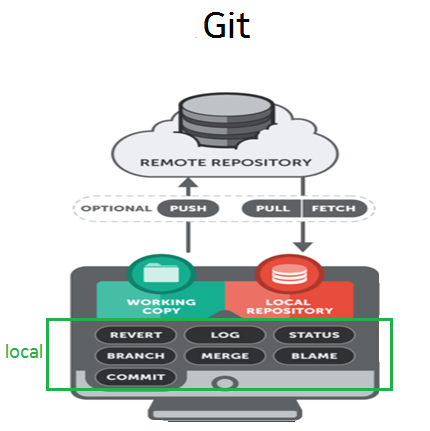 Git
REMOTE REPOSITORY
OPTIONAL PUSH PULL FETCH
WORKING COPY
LOCAL REPOSITORY
local
REVERT LOG STATUS
BRANCH MERGE BLAME
COMMIT